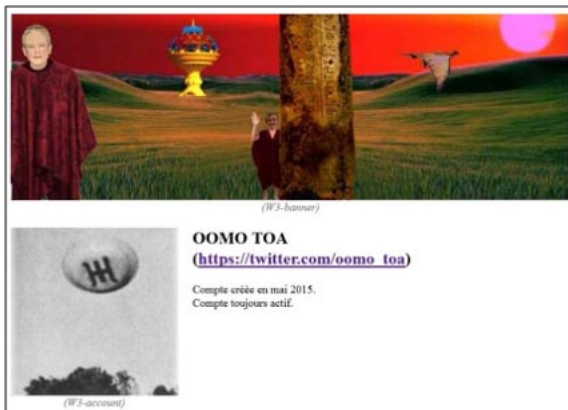 (W3-banner)
OOMO TOA
(https://twitter.com/oomo_toa)
Compte créée en mai 2015.
Compte toujours actif.
(W3-account)